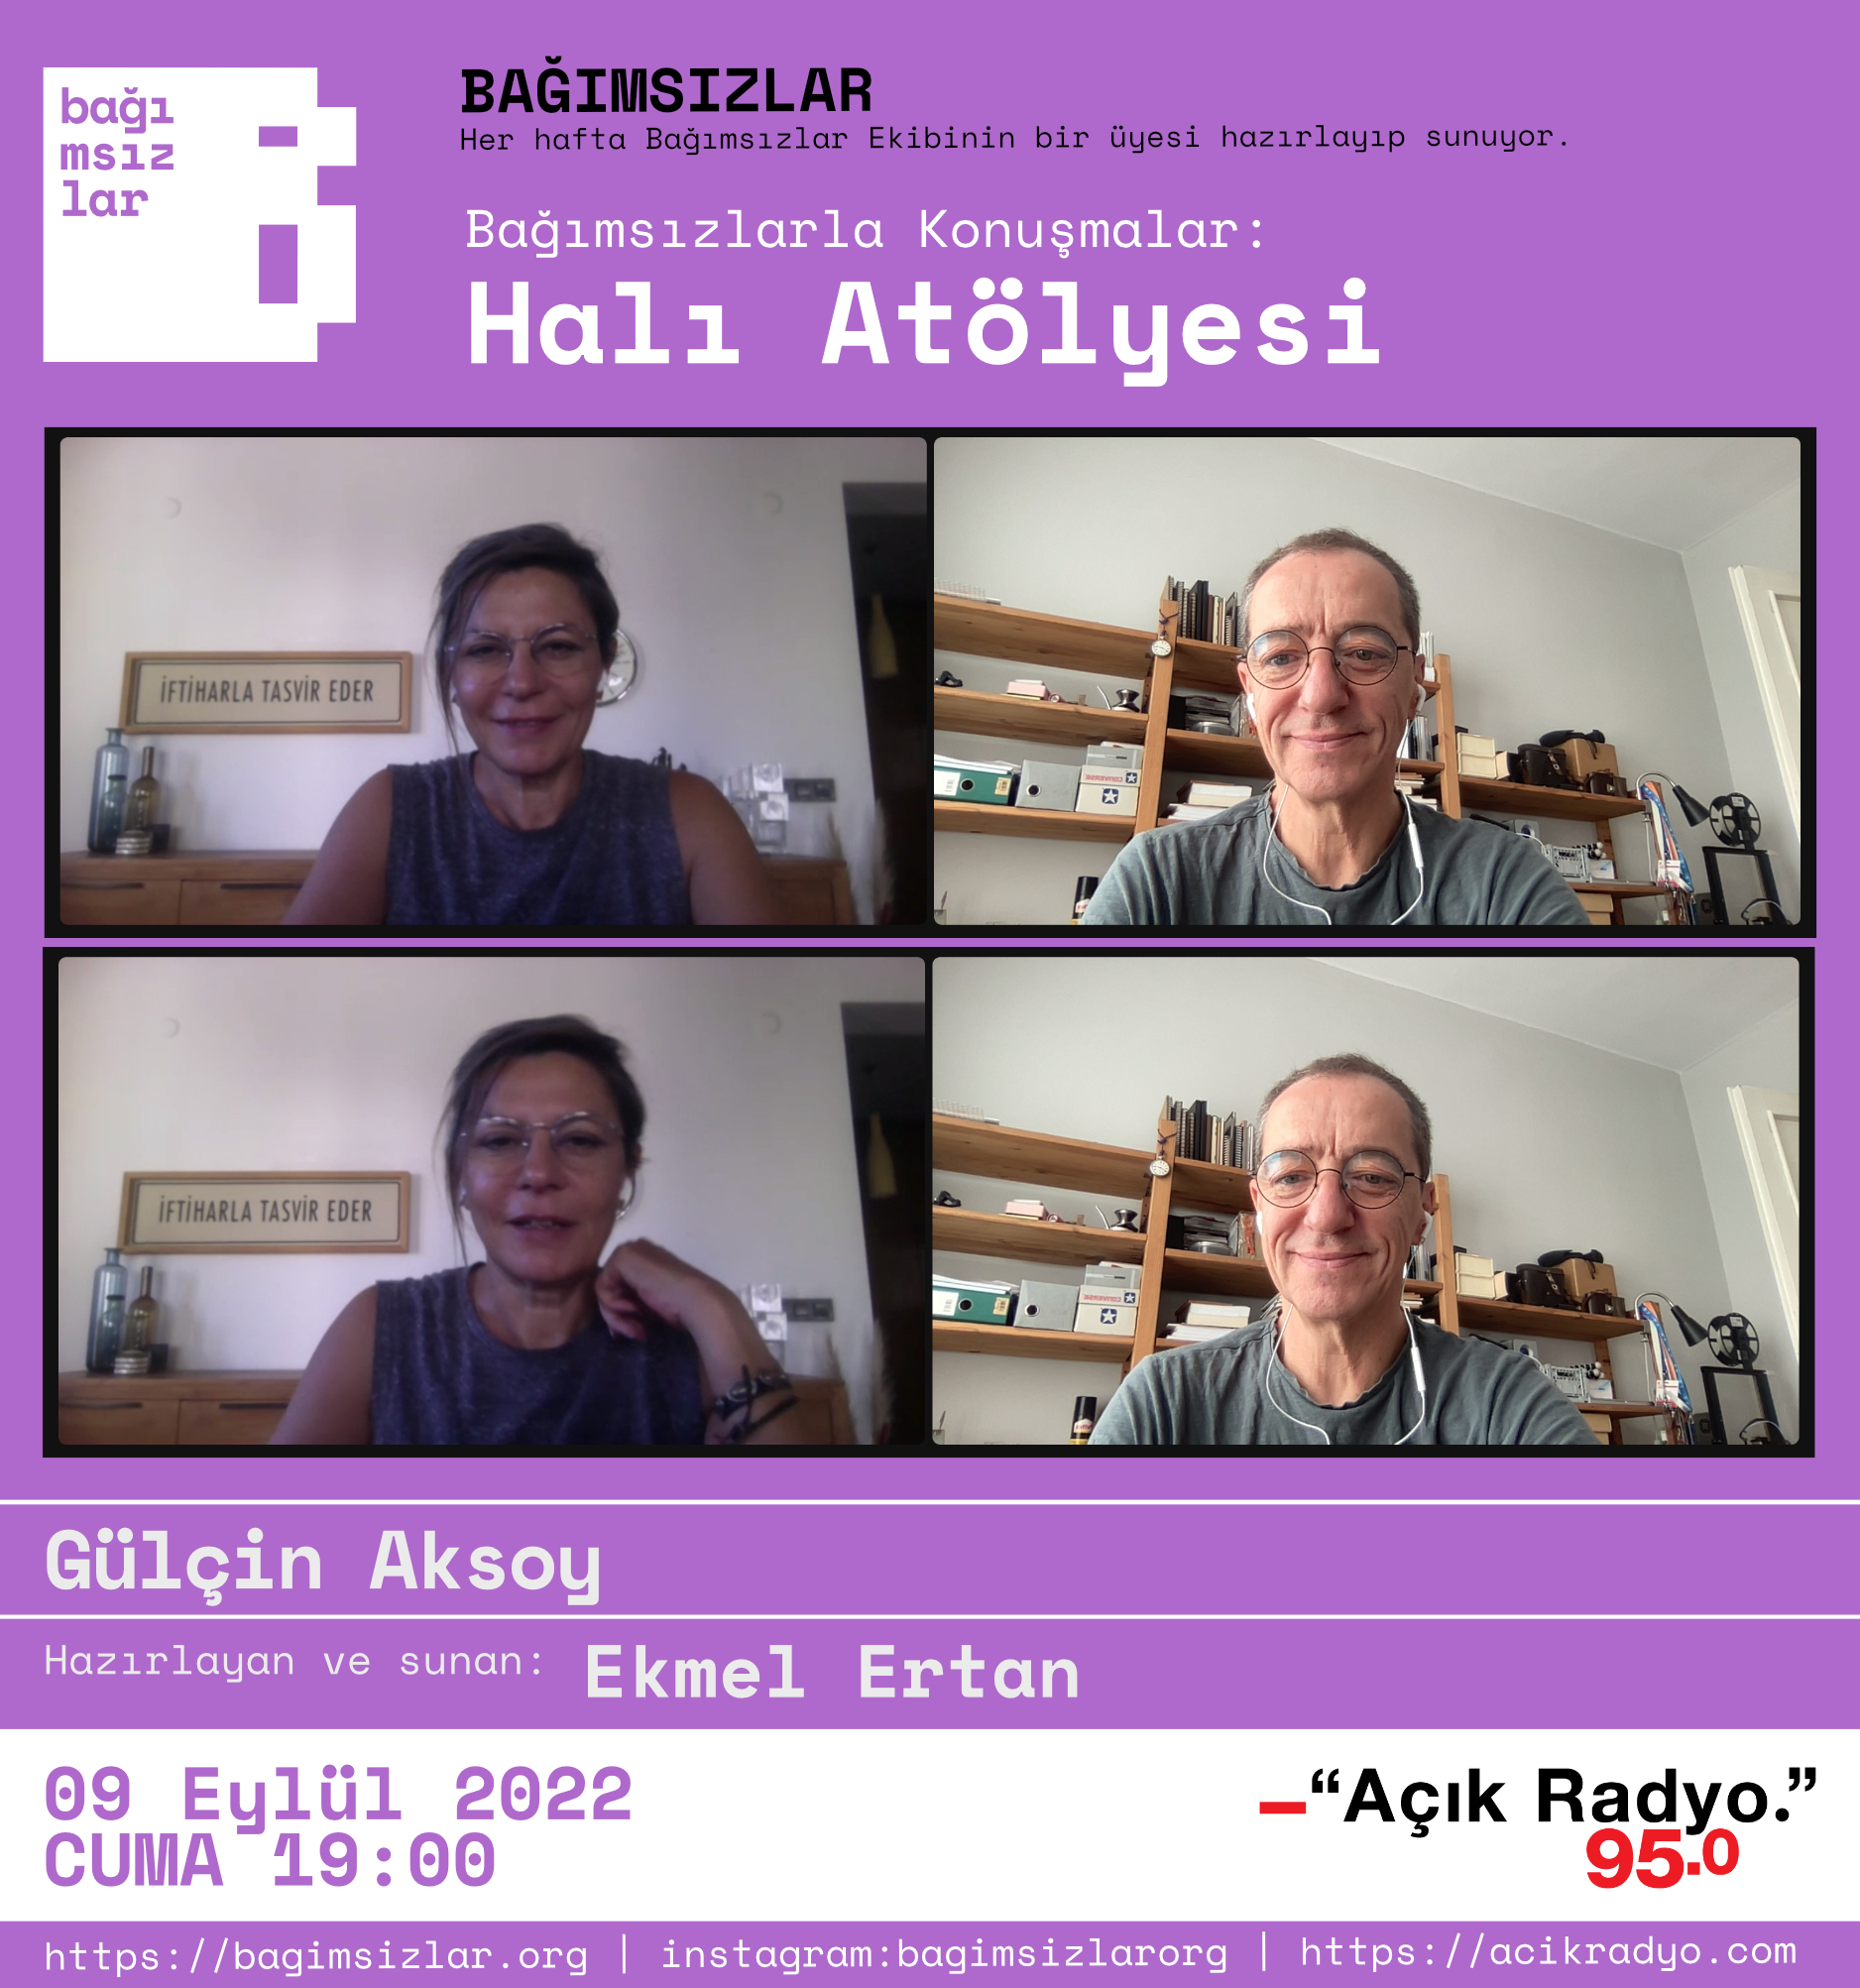 bağı
msız
lar
BAĞIMSIZLAR
Her hafta Bağımsızlar Ekibinin bir üyesi hazırlayıp sunuyor.
Bağımsızlarla Konuşmalar:
Halı Atölyesi
İFTİHARLA TASVİR EDER
CONVERSE
İFTİHARLA TASVİR EDER
CONVERSE
Gülçin Aksoy
Hazırlayan ve sunan: Ekmel Ertan
09 Eylül 2022
CUMA 19:00
“Açık Radyo.”
95.0
https://bagimsizlar.org | instagram:bagimsizlarorg | https://acikradyo.com